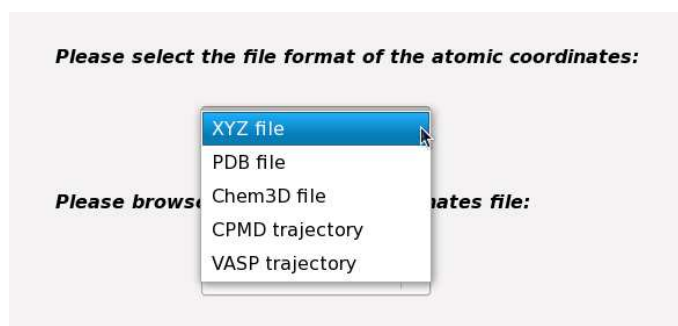 Please select the file format of the atomic coordinates:
XYZ file
PDB file
Chem3D file
Please brows nates file:
CPMD trajectory
VASP trajectory